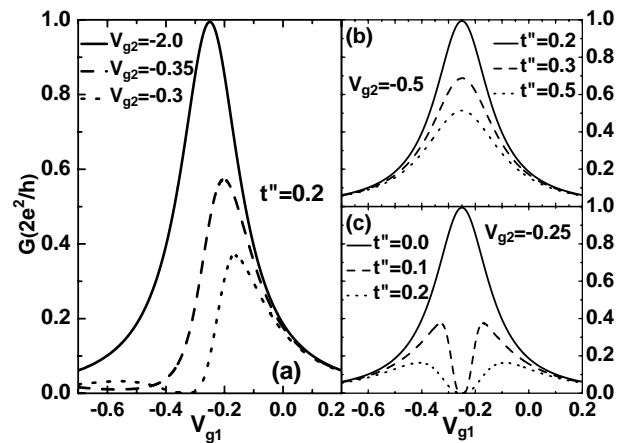 V_g2=-2.0
V_g2=-0.35
V_g2=-0.3
t"=0.2
(a)
G(2e²/h)
1.0
0.8
0.6
0.4
0.2
0.0
-0.6 -0.4 -0.2 0.0 0.2
V_g1
(b)
V_g2=-0.5
t"=0.2
t"=0.3
t"=0.5
1.0
0.8
0.6
0.4
0.2
1.0
(c)
t"=0.0
t"=0.1
t"=0.2
V_g2=-0.25
0.8
0.6
0.4
0.2
0.0
-0.6 -0.4 -0.2 0.0 0.2
V_g1